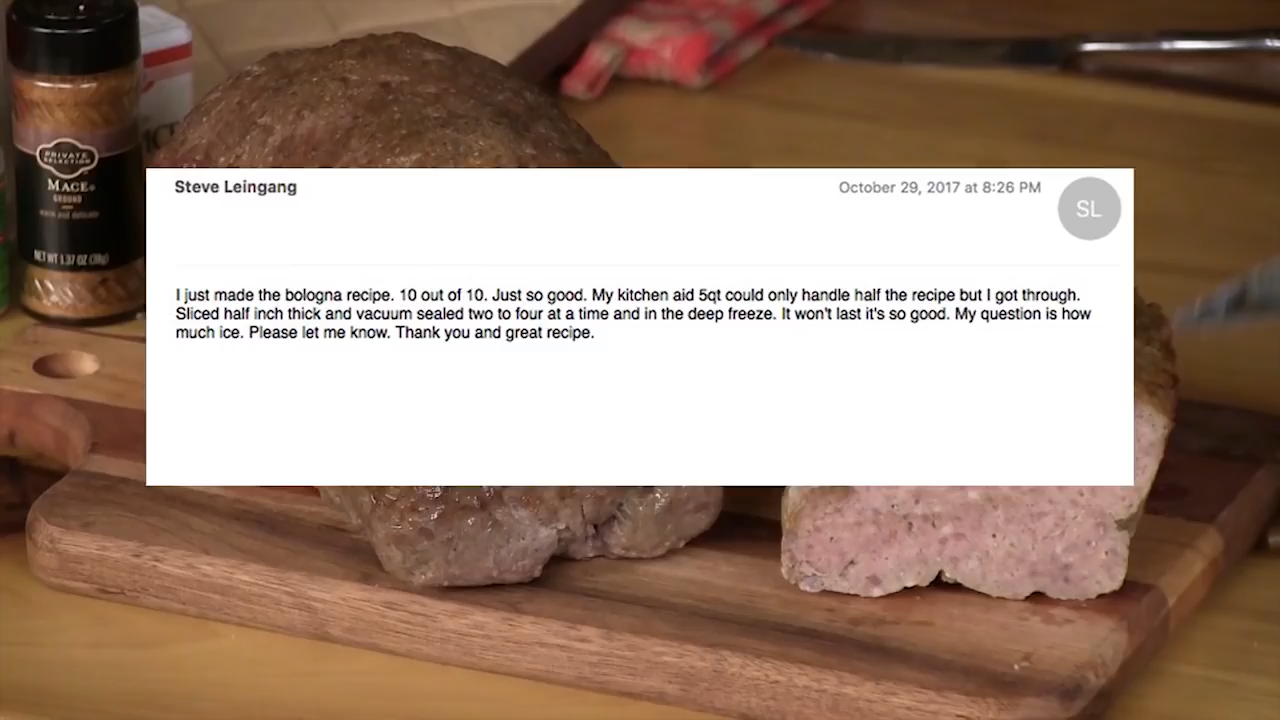 Steve Leingang
October 29, 2017 at 8:26 PM
SL
I just made the bologna recipe. 10 out of 10. Just so good. My kitchen aid 5qt could only handle half the recipe but I got through.
Sliced half inch thick and vacuum sealed two to four at a time and in the deep freeze. It won't last it's so good. My question is how
much ice. Please let me know. Thank you and great recipe.
PRIVATE
SELECTION
MACE
GROUND
NET WT 1.37 OZ (38g)